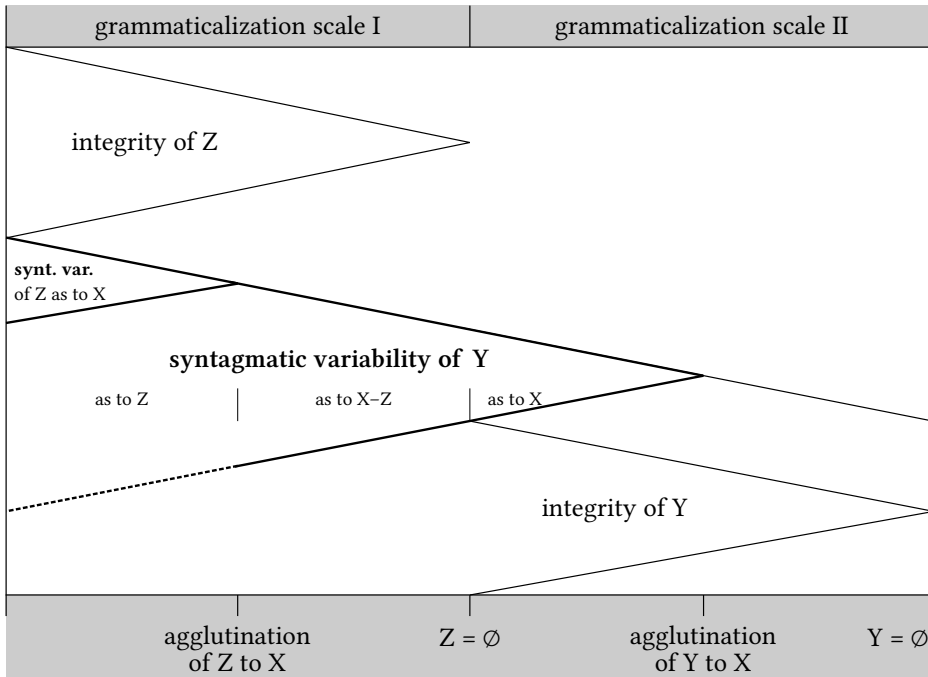 grammaticalization scale I
grammaticalization scale II
integrity of Z
synt. var.
of Z as to X
syntagmatic variability of Y
as to Z
as to X–Z
as to X
integrity of Y
agglutination
of Z to X
Z = ∅
agglutination
of Y to X
Y = ∅